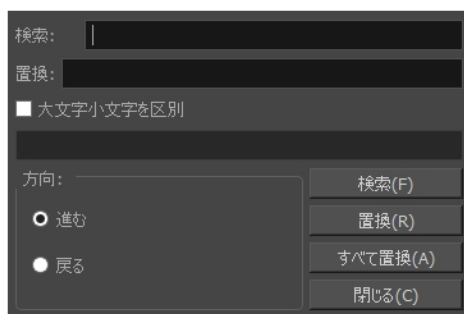 検索:
置換:
大文字小文字を区別
方向:
進む
戻る
検索(F)
置換(R)
すべて置換(A)
閉じる(C)